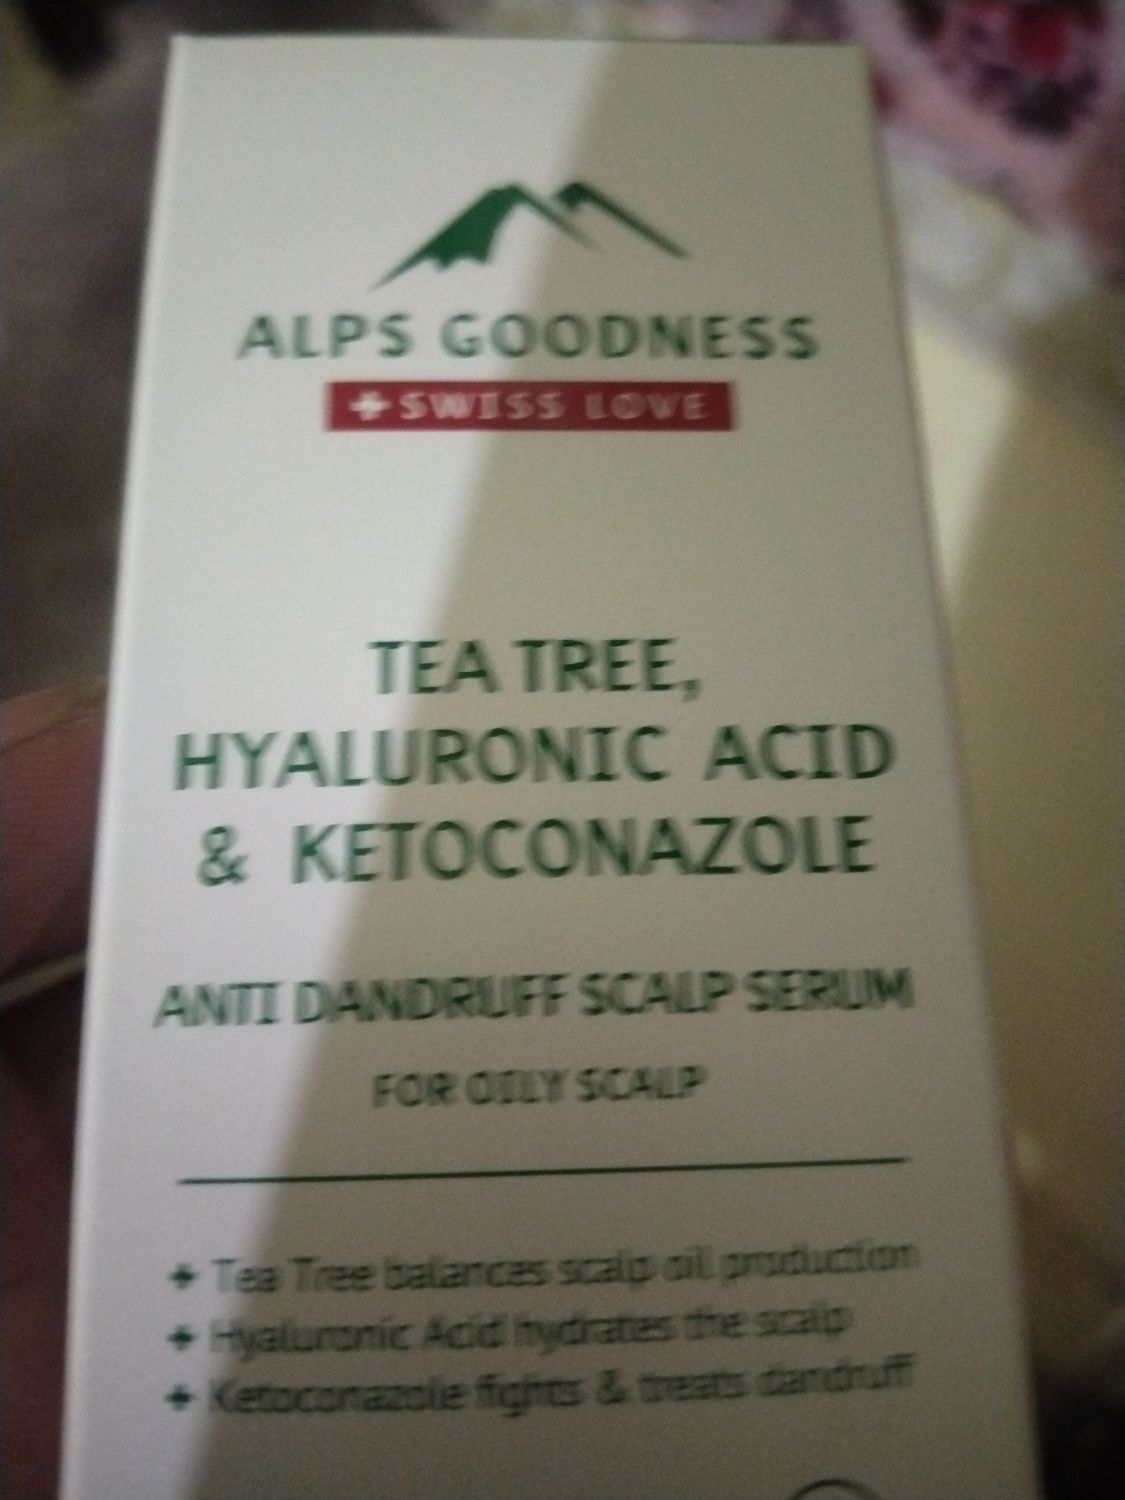 ALPS GOODNESS
SWISS LOVE
TEA TREE,
HYALURONIC ACID
& KETOCONAZOLE
ANTI DANDRUFF SCALP SERUM
FOR OILY SCALP
+ Tea Tree balances scalp oil production
+ Hyaluronic Acid hydrates the scalp
+ Ketoconazole fights & treats dandruff